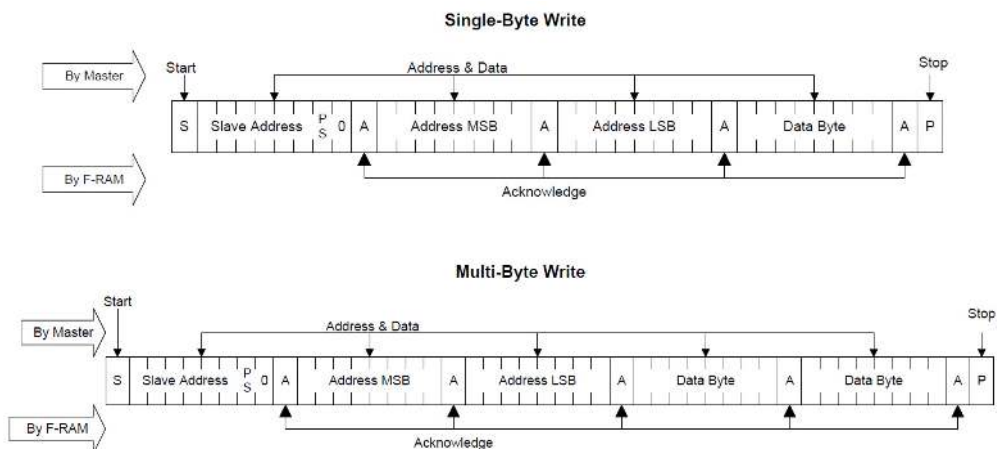 Single-Byte Write
By Master
Start
Address & Data
Stop
S Slave Address PS 0 A Address MSB A Address LSB A Data Byte A P
By F-RAM
Acknowledge
Multi-Byte Write
Start
By Master
Address & Data
Stop
S Slave Address PS 0 A Address MSB A Address LSB A Data Byte A Data Byte A P
By F-RAM
Acknowledge